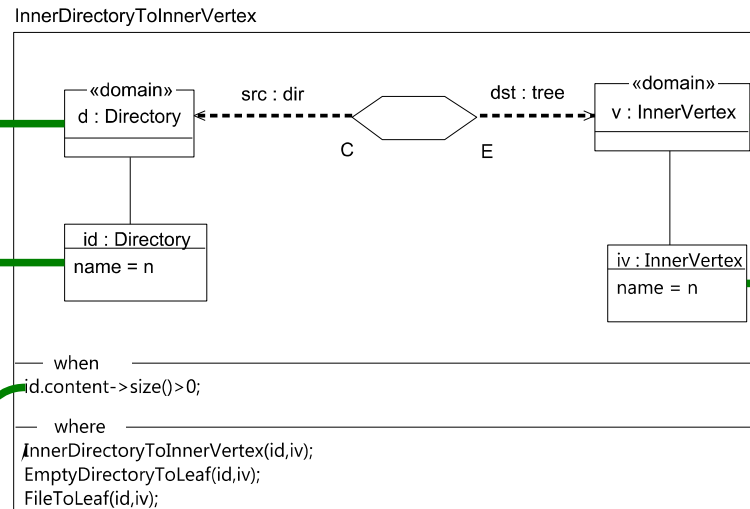 InnerDirectoryToInnerVertex
«domain»
d : Directory
src : dir
dst : tree
«domain»
v : InnerVertex
C
E
id : Directory
name = n
iv : InnerVertex
name = n
when
id.content->size()>0;
where
InnerDirectoryToInnerVertex(id,iv);
EmptyDirectoryToLeaf(id,iv);
FileToLeaf(id,iv);